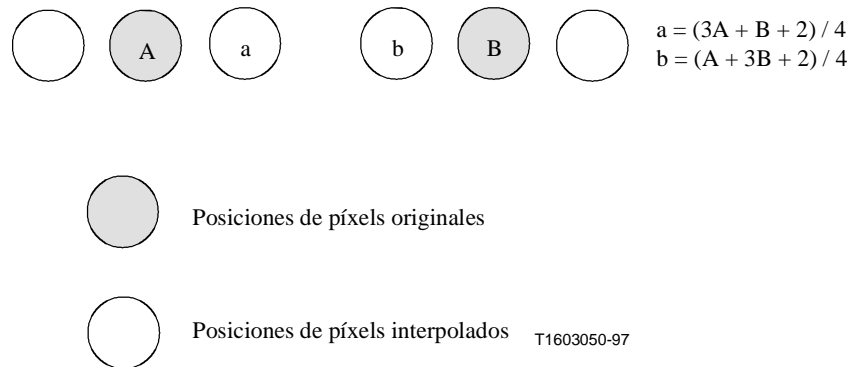 A a b B a = (3A + B + 2) / 4
b = (A + 3B + 2) / 4
Posiciones de píxels originales
Posiciones de píxels interpolados T1603050-97